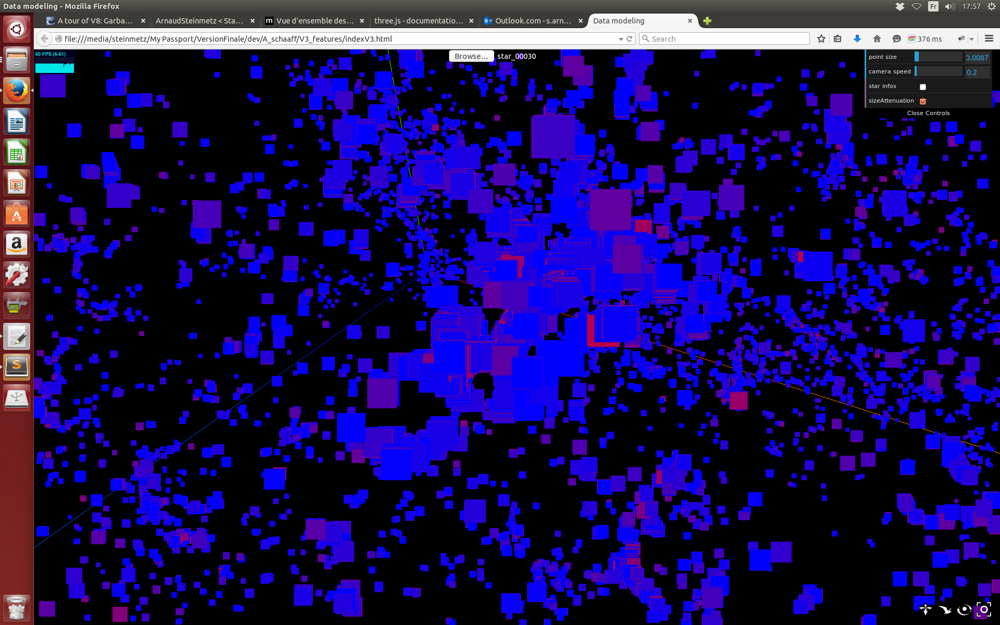 Data modeling - Mozilla Firefox
Fr
17:57
A tour of V8: Garba...
ArnaudSteinmetz < Sta...
m
Vue d'ensemble des...
three.js - documentatio...
Outlook.com - s.arn...
Data modeling
file:///media/steinmetz/My Passport/VersionFinale/dev/A_schaaff/V3_features/indexV3.html
Search
376 ms
60 FPS (6-61)
Browse...
star_00030
point size
0.0087
camera speed
0.2
star infos
sizeAttenuation
Close Controls